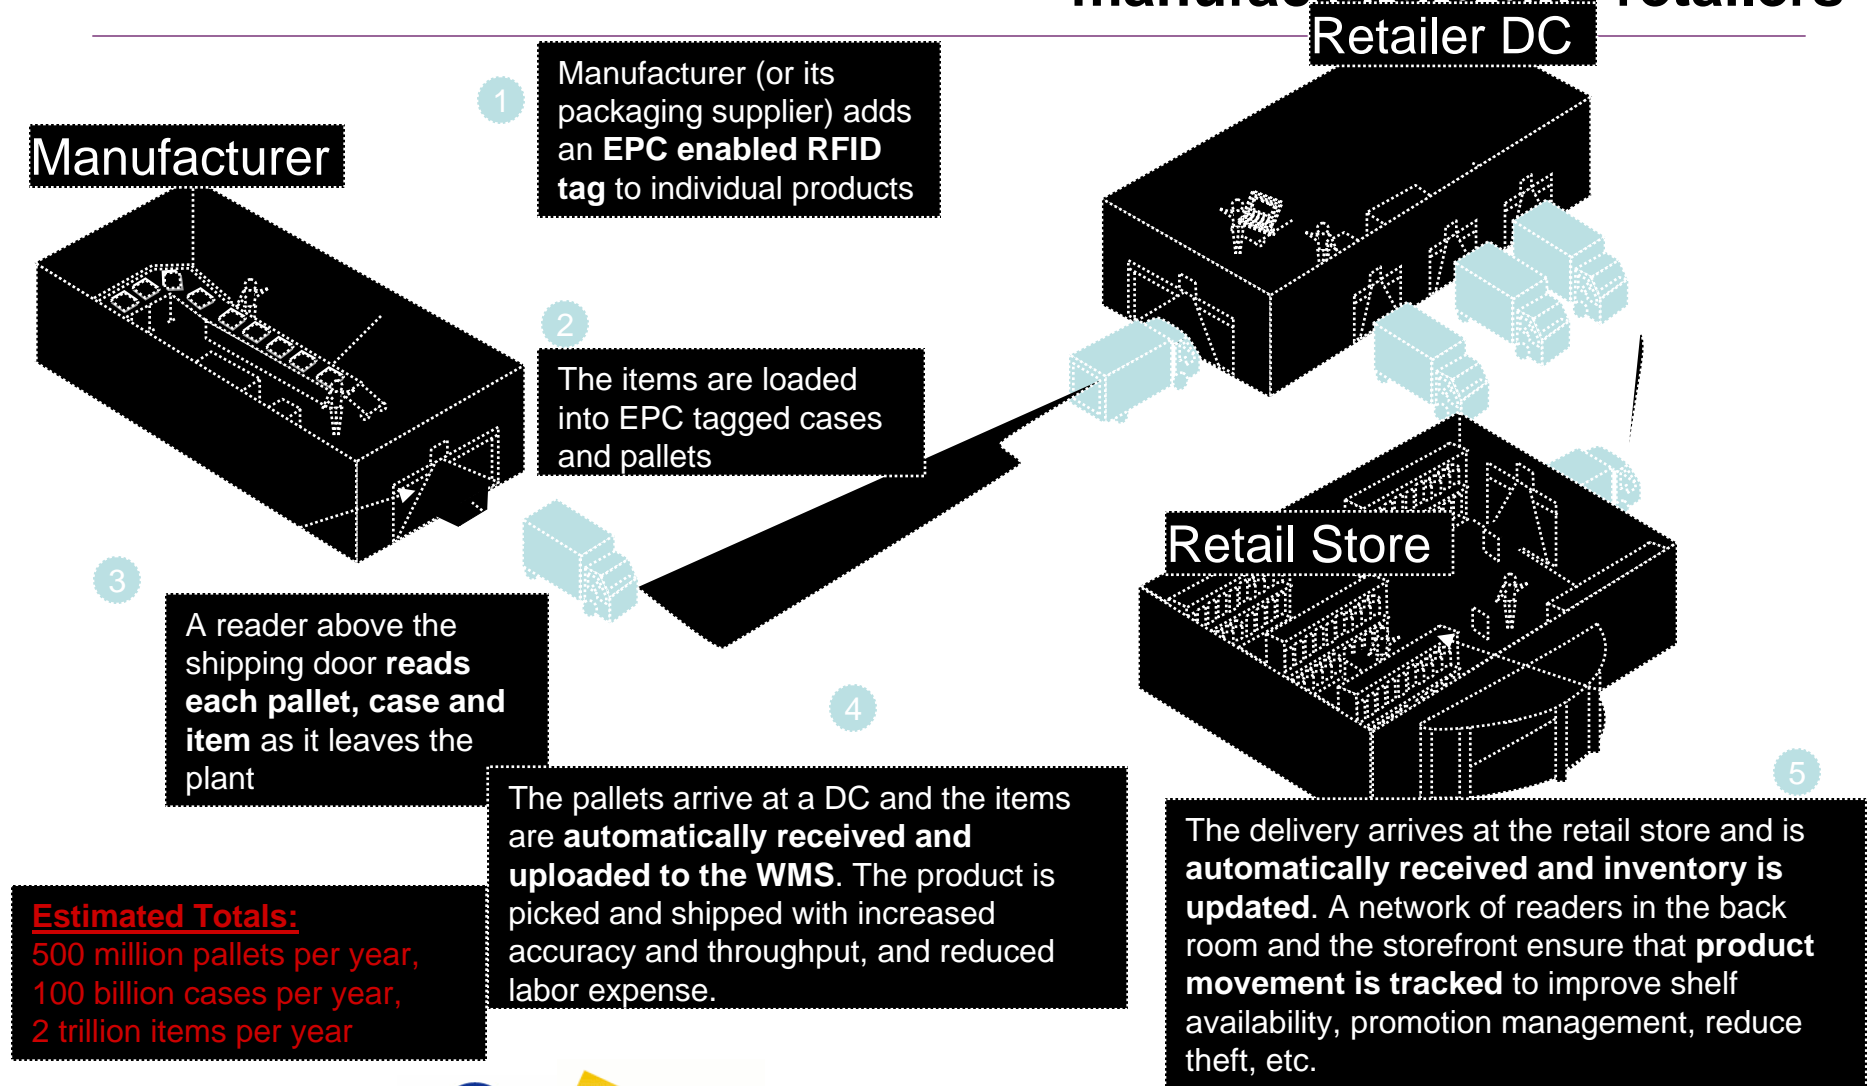 retailers
Retailer DC
Manufacturer
1
Manufacturer (or its
packaging supplier) adds
an EPC enabled RFID
tag to individual products
2
The items are loaded
into EPC tagged cases
and pallets
3
A reader above the
shipping door reads
each pallet, case and
item as it leaves the
plant
4
The pallets arrive at a DC and the items
are automatically received and
uploaded to the WMS. The product is
picked and shipped with increased
accuracy and throughput, and reduced
labor expense.
Retail Store
5
The delivery arrives at the retail store and is
automatically received and inventory is
updated. A network of readers in the back
room and the storefront ensure that product
movement is tracked to improve shelf
availability, promotion management, reduce
theft, etc.
Estimated Totals:
500 million pallets per year,
100 billion cases per year,
2 trillion items per year